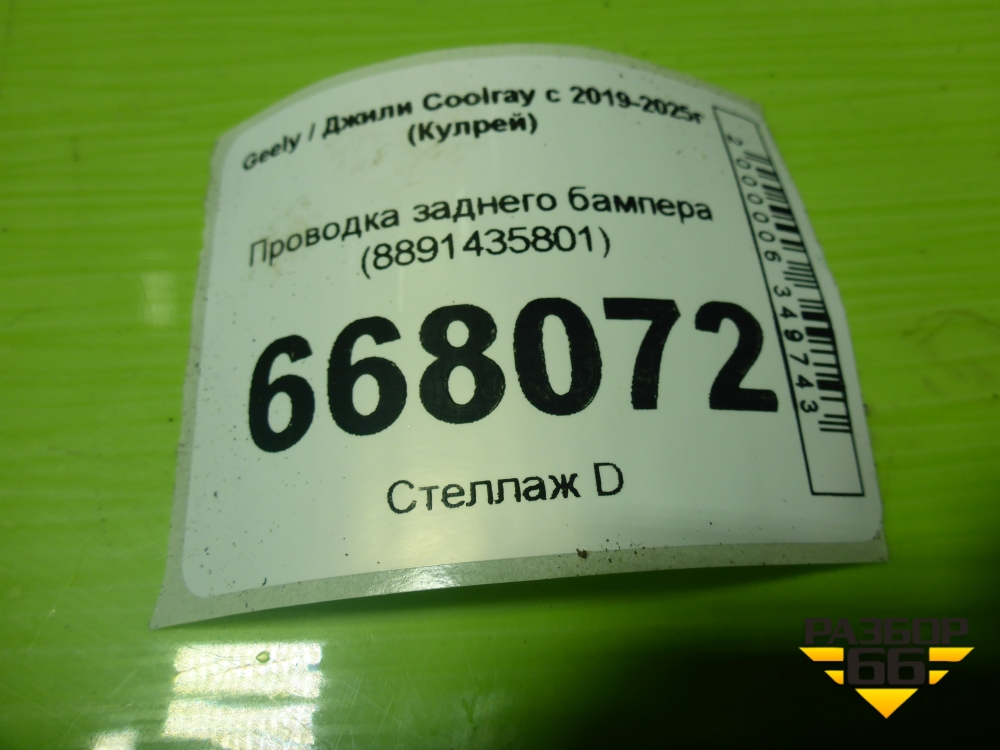 Geely / Джили Coolray с 2019-2025г
(Кулрей)
Проводка заднего бампера
(8891435801)
668072
Стеллаж D
2000006349743
РАЗБОР
66